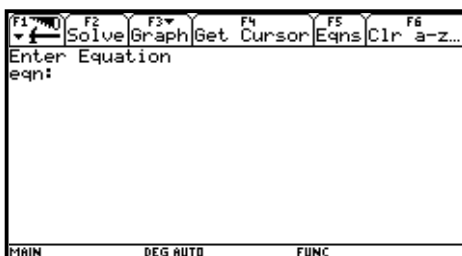 F1 F2 F3 F4 F5 F6
Solve Graph Get Cursor Eqns Clr a-z...
Enter Equation
eqn:
MAIN DEG AUTO FUNC